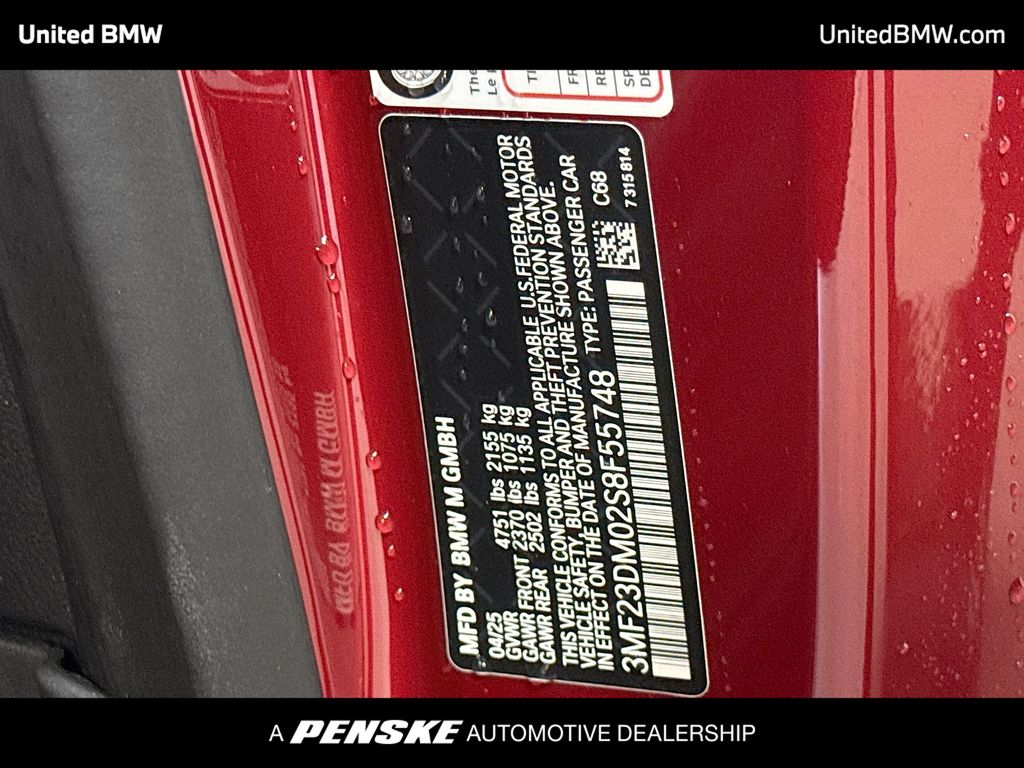 United BMW
UnitedBMW.com
MFD BY BMW M GMBH
04/25
GVWR 4751 lbs 2155 kg
GAWR FRONT 2370 lbs 1075 kg
GAWR REAR 2502 lbs 1135 kg
THIS VEHICLE CONFORMS TO ALL APPLICABLE U.S.FEDERAL MOTOR
VEHICLE SAFETY, BUMPER AND THEFT PREVENTION STANDARDS
IN EFFECT ON THE DATE OF MANUFACTURE SHOWN ABOVE.
3MF23DM02S8F55748 TYPE: PASSENGER CAR
C68
7315814
A PENSKE AUTOMOTIVE DEALERSHIP